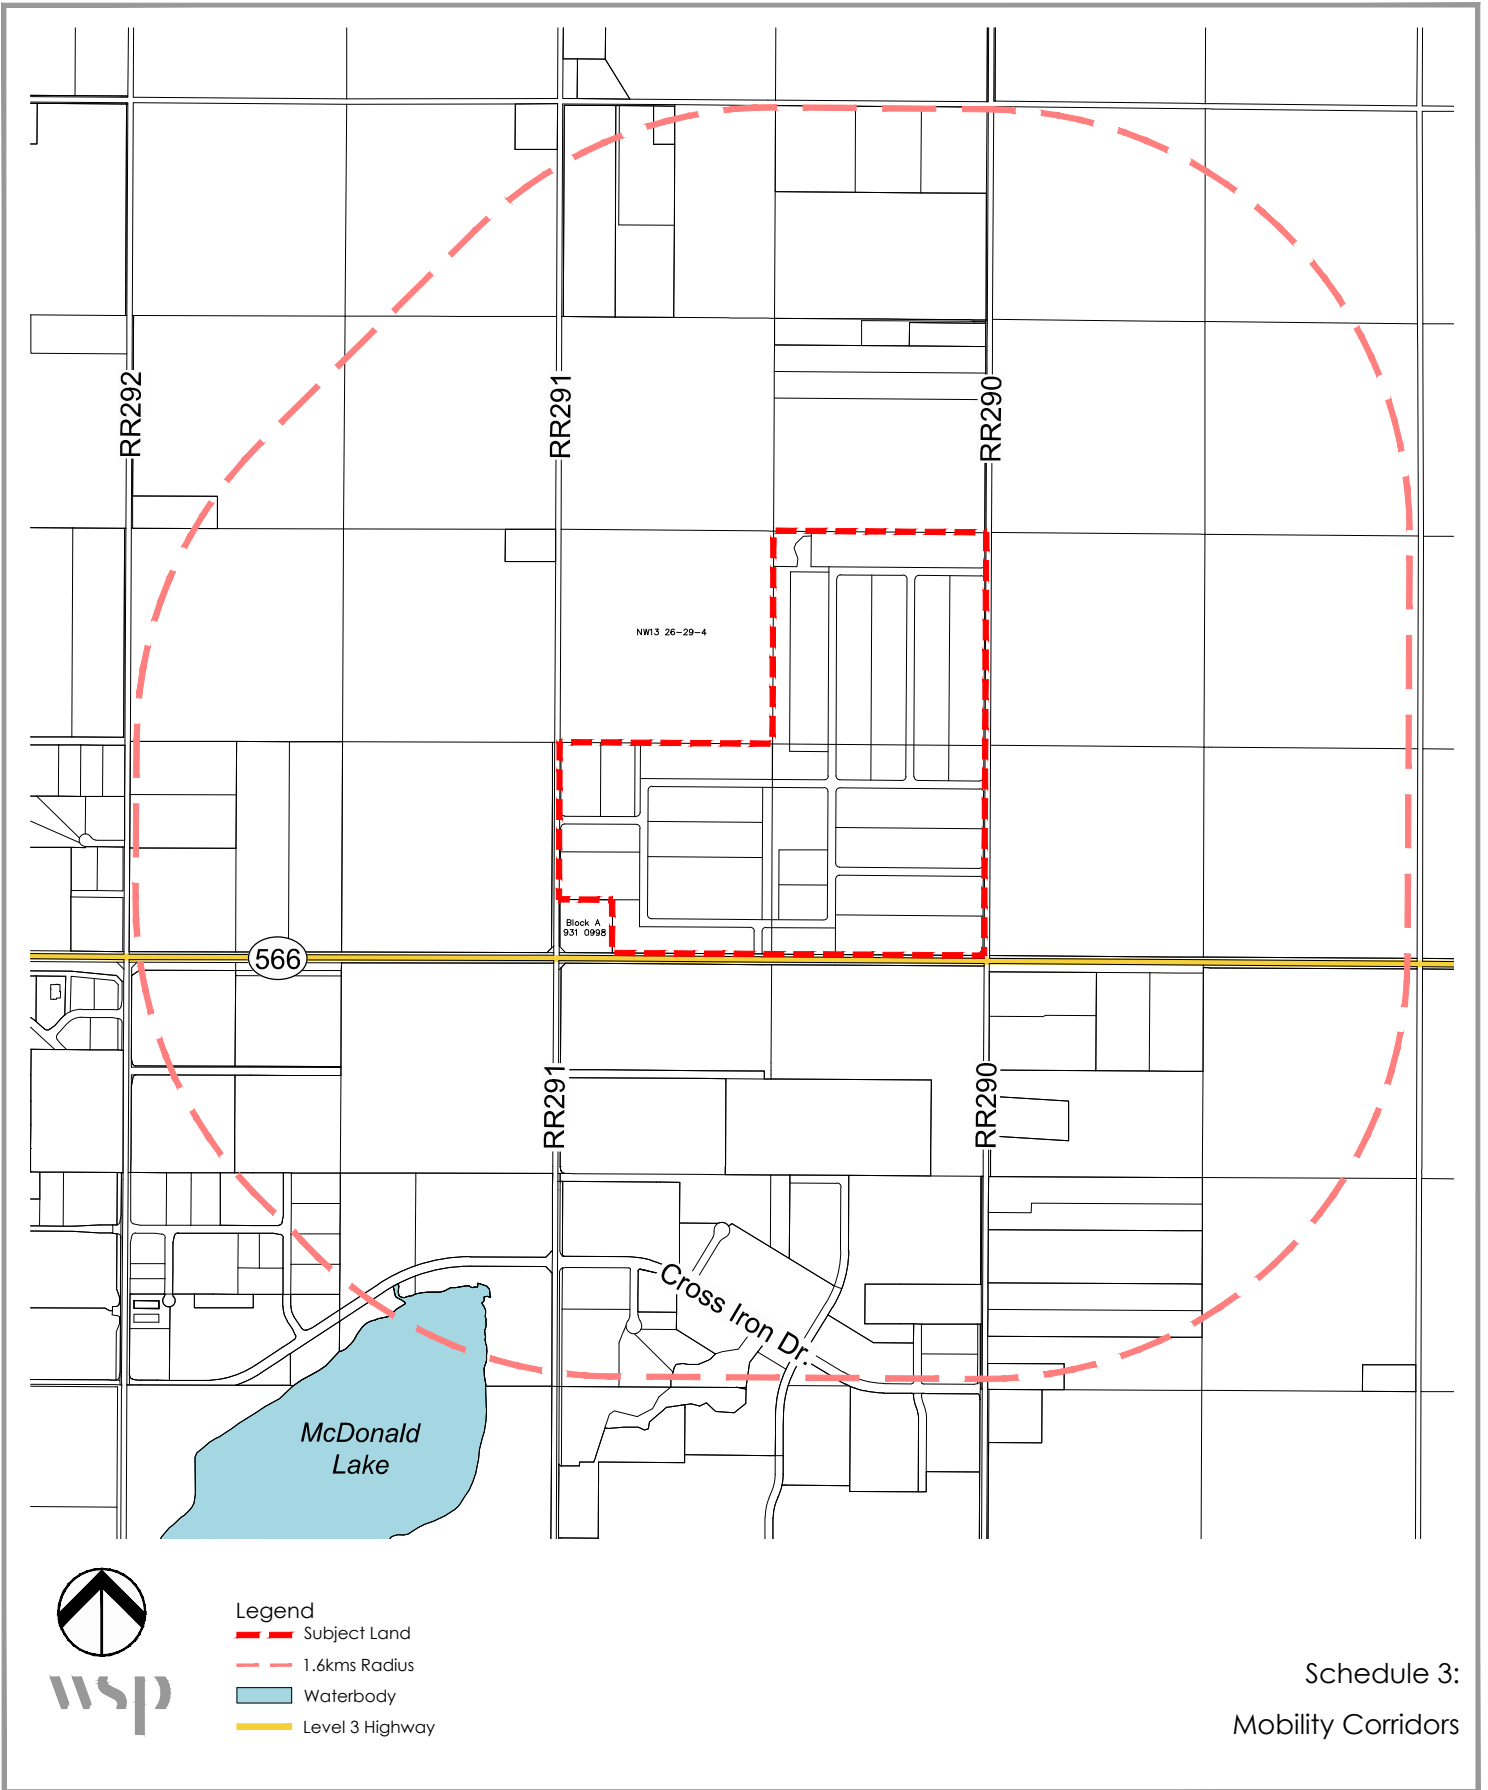 RR292
RR291
RR290
NW13 26-29-4
Block A
931 0998
566
RR291
RR290
Cross Iron Dr.
McDonald
Lake
wsp
Legend
Subject Land
1.6kms Radius
Waterbody
Level 3 Highway
Schedule 3:
Mobility Corridors